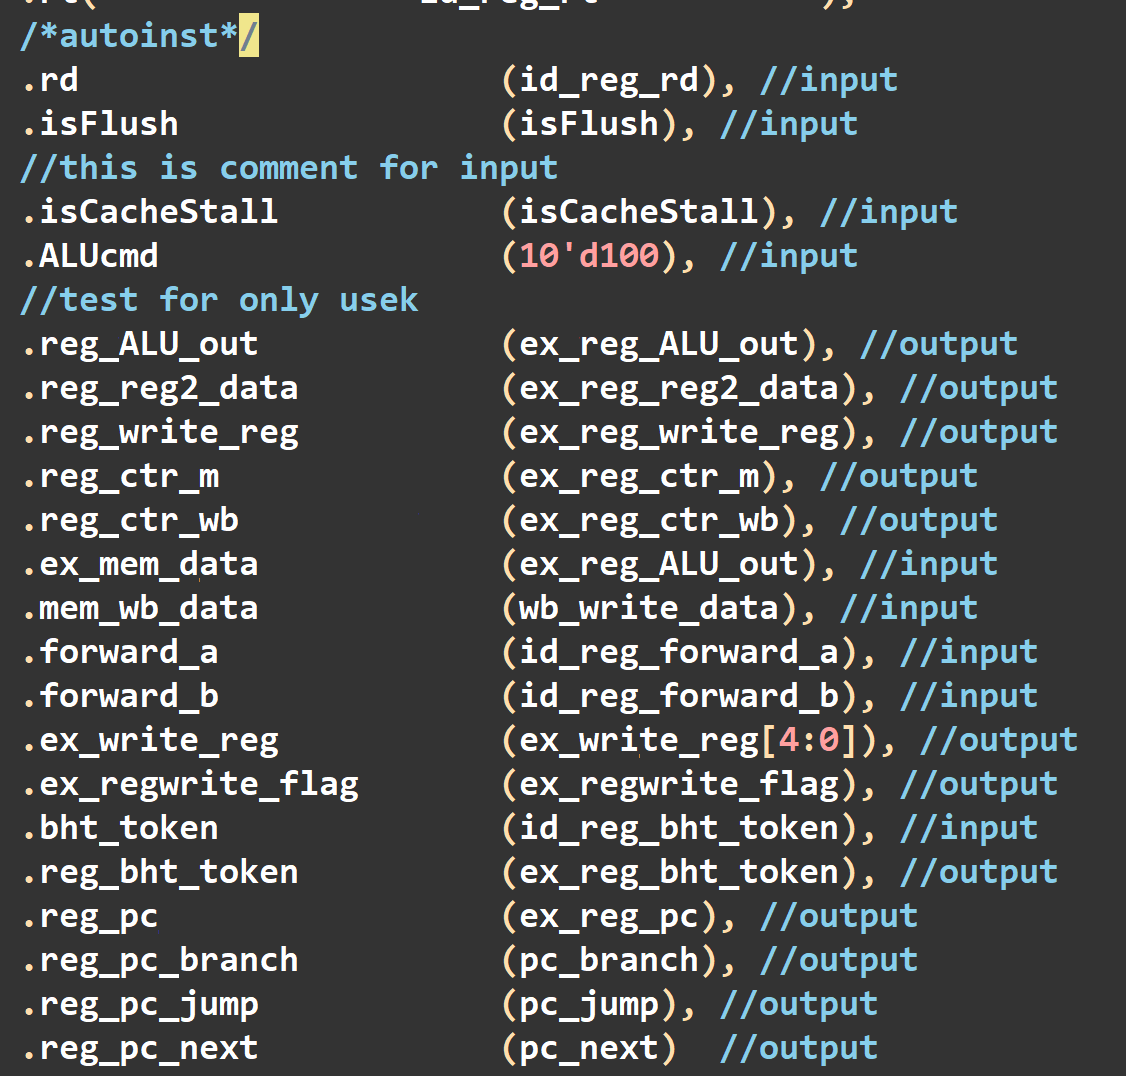 /*autoinst*/
.rd (id_reg_rd), //input
.isFlush (isFlush), //input
//this is comment for input
.isCacheStall (isCacheStall), //input
.ALUcmd (10'd100), //input
//test for only usek
.reg_ALU_out (ex_reg_ALU_out), //output
.reg_reg2_data (ex_reg_reg2_data), //output
.reg_write_reg (ex_reg_write_reg), //output
.reg_ctr_m (ex_reg_ctr_m), //output
.reg_ctr_wb (ex_reg_ctr_wb), //output
.ex_mem_data (ex_reg_ALU_out), //input
.mem_wb_data (wb_write_data), //input
.forward_a (id_reg_forward_a), //input
.forward_b (id_reg_forward_b), //input
.ex_write_reg (ex_write_reg[4:0]), //output
.ex_regwrite_flag (ex_regwrite_flag), //output
.bht_token (id_reg_bht_token), //input
.reg_bht_token (ex_reg_bht_token), //output
.reg_pc (ex_reg_pc), //output
.reg_pc_branch (pc_branch), //output
.reg_pc_jump (pc_jump), //output
.reg_pc_next (pc_next) //output